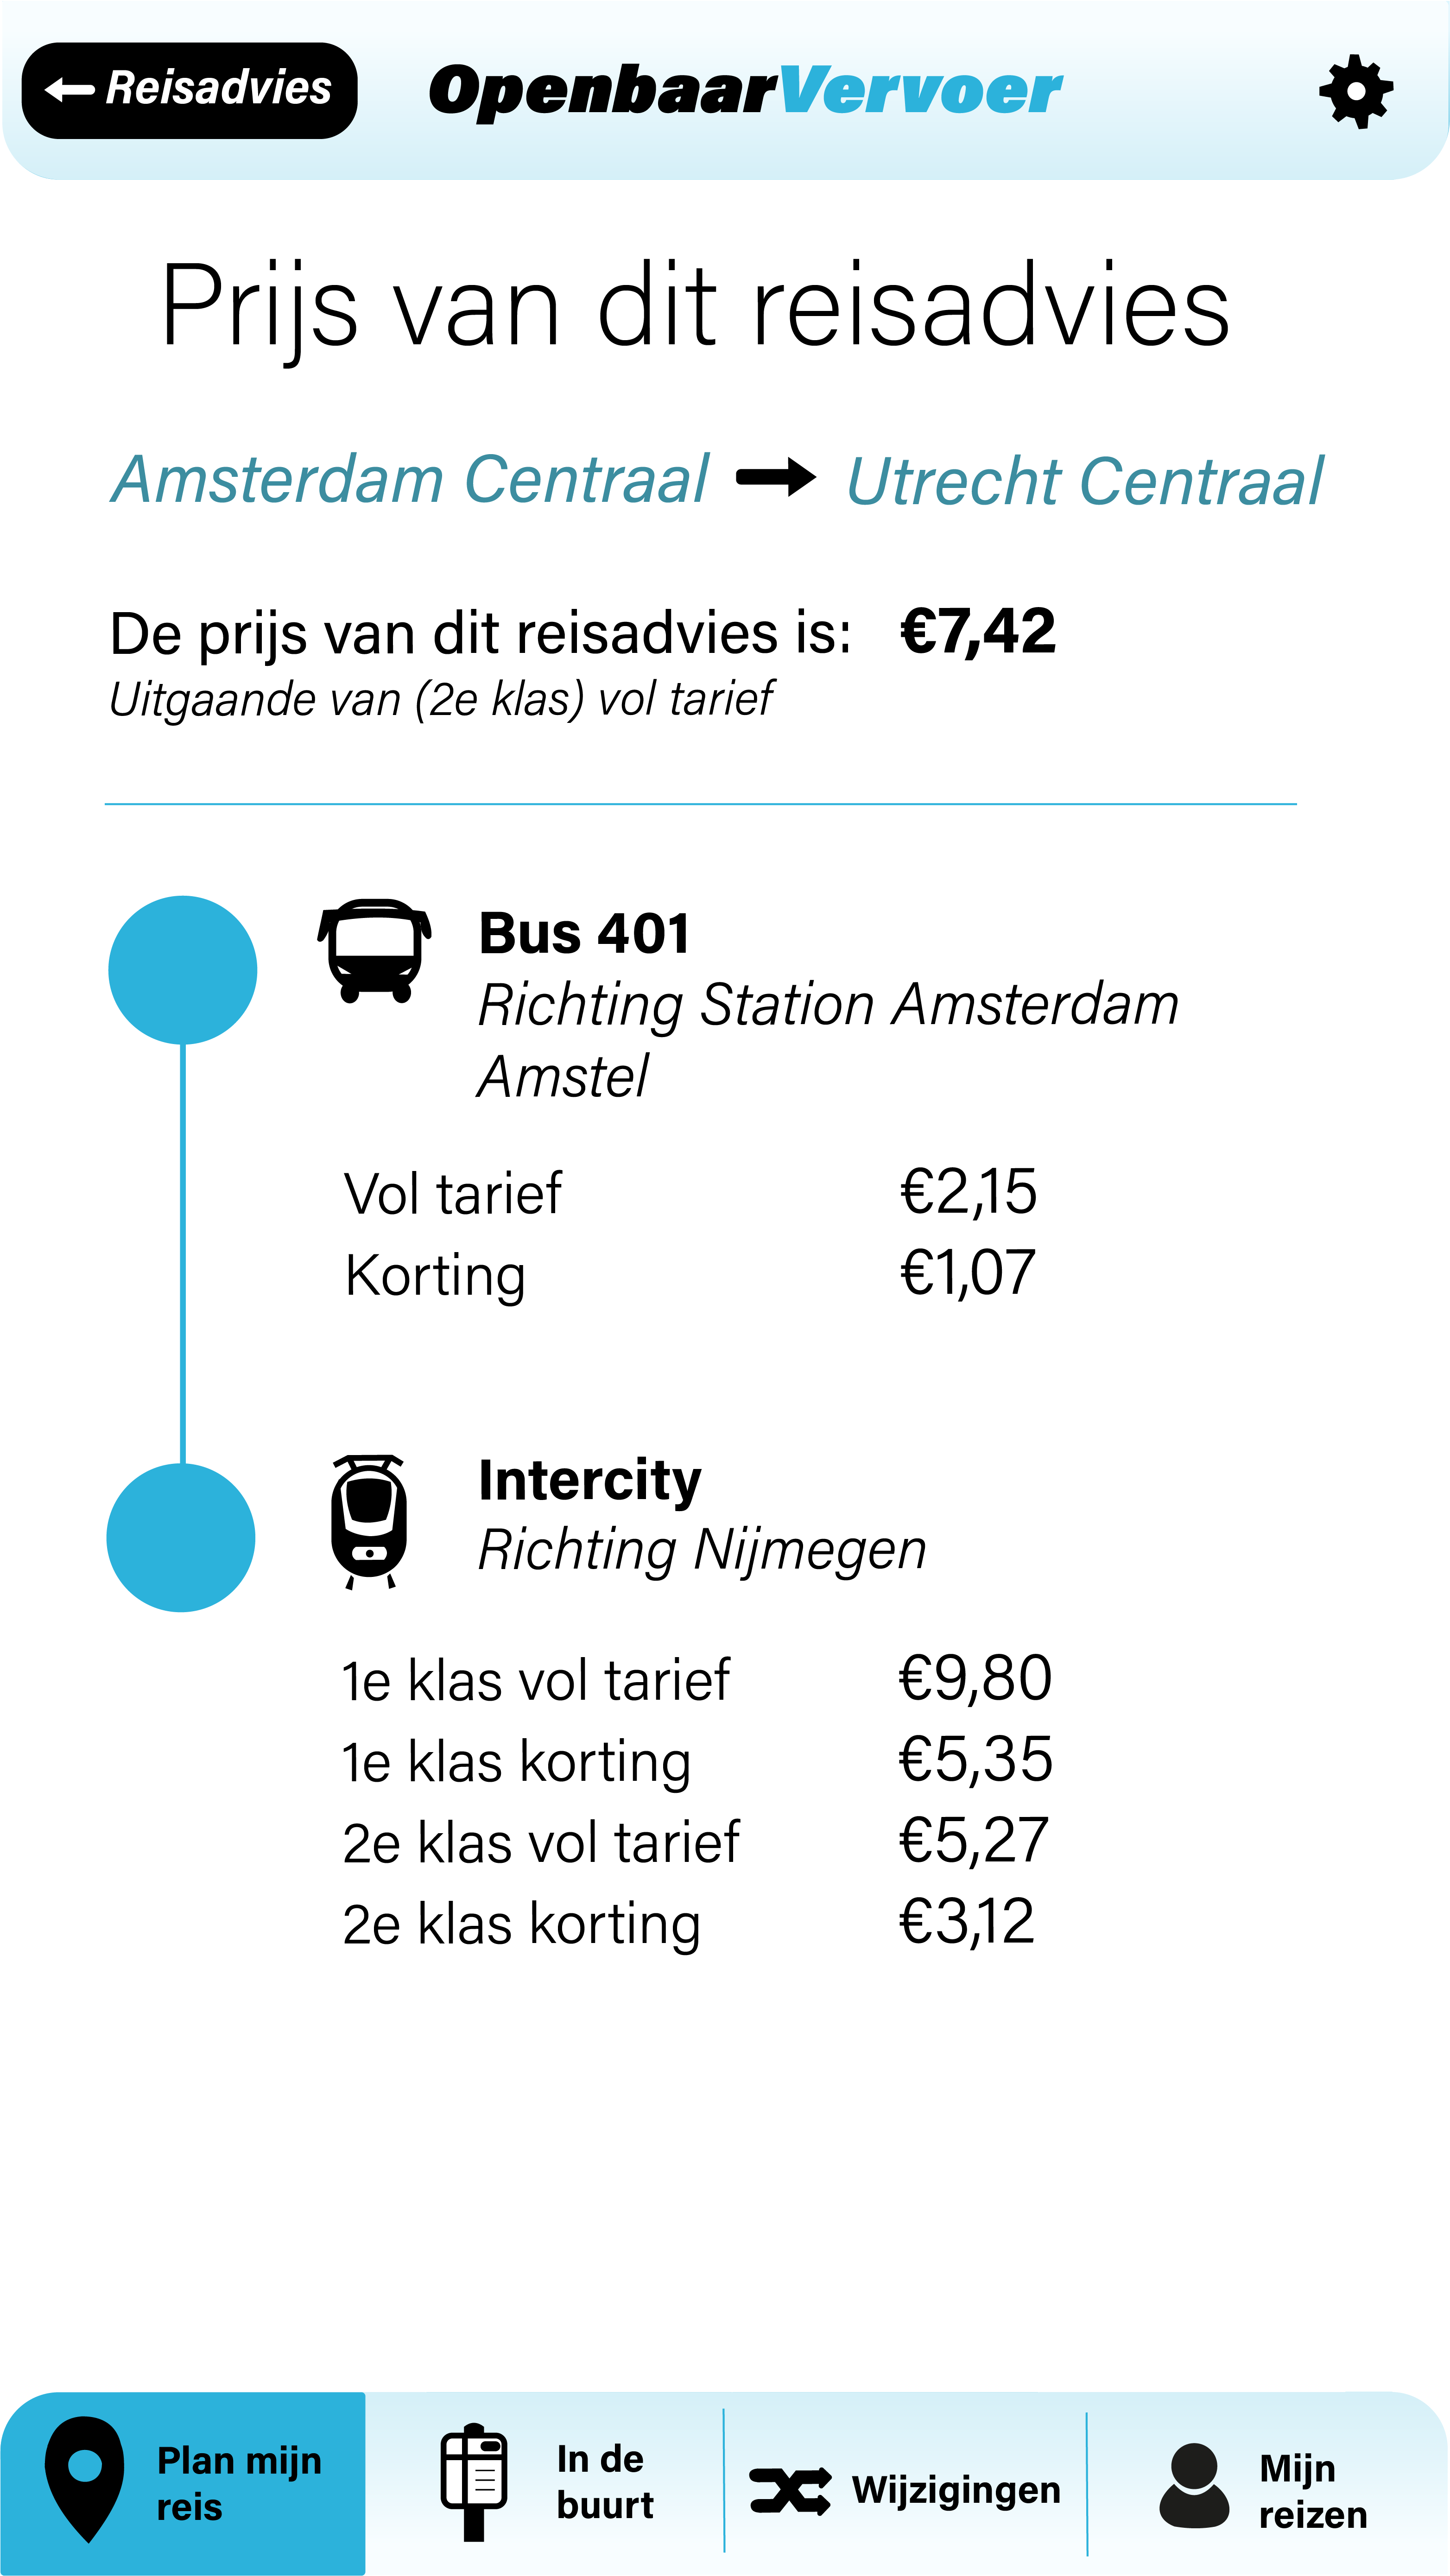 Reisadvies
OpenbaarVervoer
Prijs van dit reisadvies
Amsterdam Centraal
Utrecht Centraal
De prijs van dit reisadvies is: €7,42
Uitgaande van (2e klas) vol tarief
Bus 401
Richting Station Amsterdam
Amstel
Vol tarief €2,15
Korting €1,07
Intercity
Richting Nijmegen
1e klas vol tarief €9,80
1e klas korting €5,35
2e klas vol tarief €5,27
2e klas korting €3,12
Plan mijn
reis
In de
buurt
Wijzigingen
Mijn
reizen